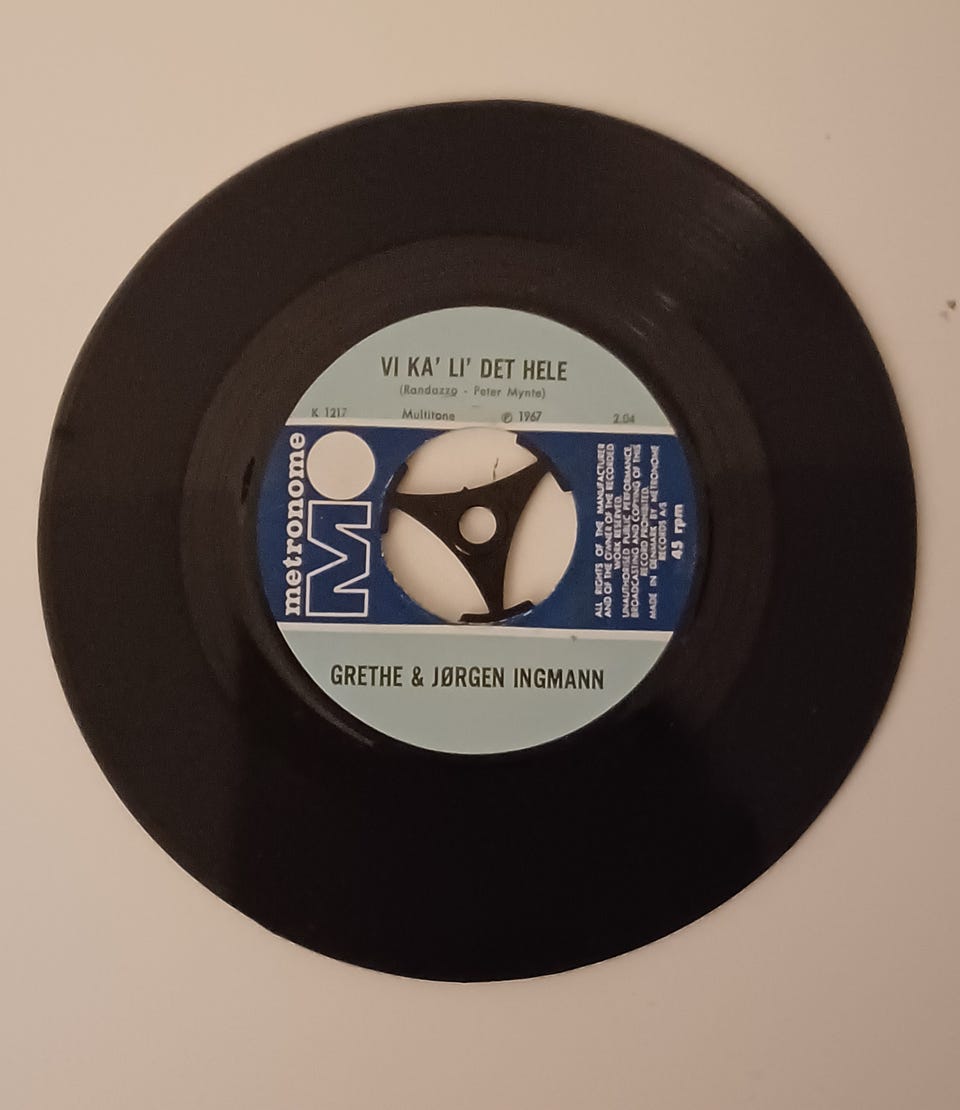 VI KA' LI' DET HELE
(Randazzo - Peter Mynte)
K 1217 Multitone ℗ 1967 2.04
metronome
MO
ALL RIGHTS OF THE MANUFACTURER
AND OF THE OWNER OF THE RECORDED
WORK RESERVED.
UNAUTHORISED PUBLIC PERFORMANCE,
BROADCASTING AND COPYING OF THIS
RECORD PROHIBITED.
MADE IN DENMARK BY METRONOME
RECORDS A/S
45 rpm
GRETHE & JØRGEN INGMANN